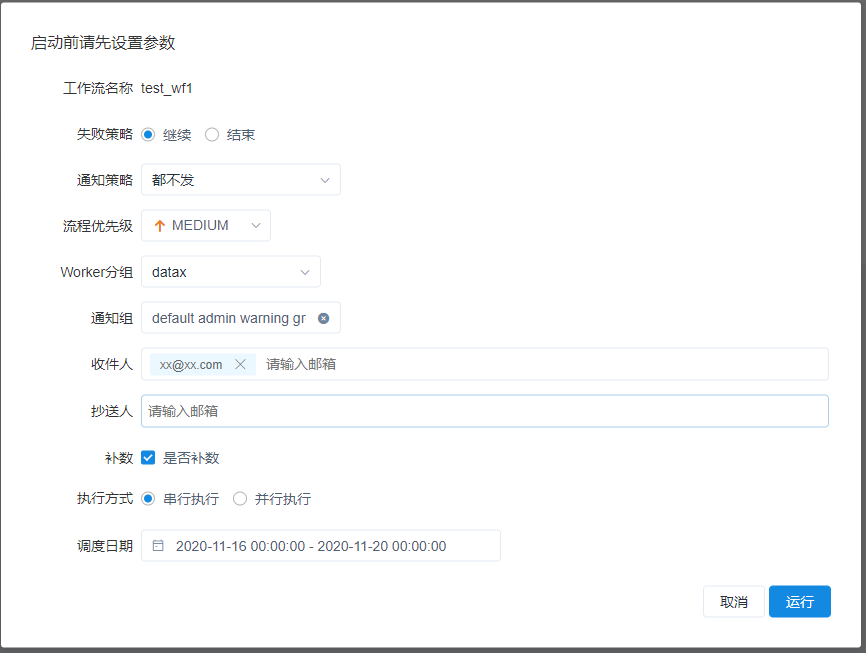 启动前请先设置参数
工作流名称 test_wf1
失败策略 继续 结束
通知策略 都不发
流程优先级 MEDIUM
Worker分组 datax
通知组 default admin warning gr
收件人 xx@xx.com 请输入邮箱
抄送人 请输入邮箱
补数 是否补数
执行方式 串行执行 并行执行
调度日期 2020-11-16 00:00:00 - 2020-11-20 00:00:00
取消 运行